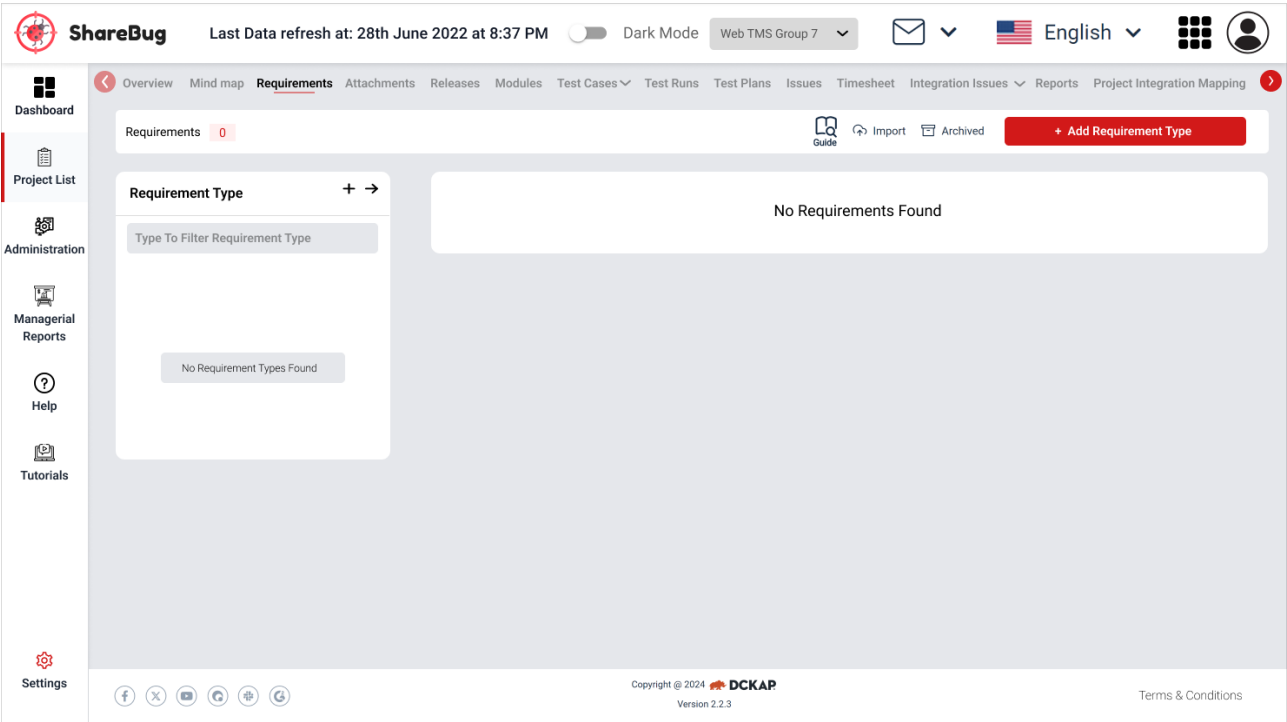 ShareBug
Last Data refresh at: 28th June 2022 at 8:37 PM
Dark Mode
Web TMS Group 7
English
Dashboard
Project List
Administration
Managerial
Reports
Help
Tutorials
Settings
Overview Mind map Requirements Attachments Releases Modules Test Cases Test Runs Test Plans Issues Timesheet Integration Issues Reports Project Integration Mapping
Requirements 0
Guide
Import
Archived
+ Add Requirement Type
Requirement Type
Type To Filter Requirement Type
No Requirement Types Found
No Requirements Found
Copyright @ 2024 DCKAP
Version 2.2.3
Terms & Conditions